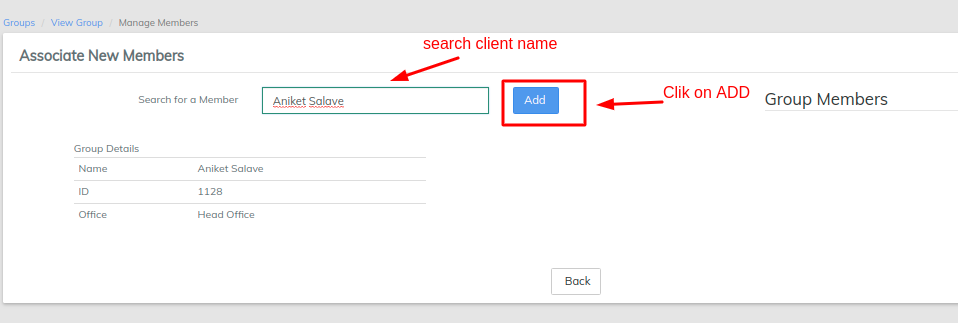 Groups / View Group / Manage Members
search client name
Associate New Members
Search for a Member Aniket Salave Add Clik on ADD Group Members
Group Details
Name Aniket Salave
ID 1128
Office Head Office
Back